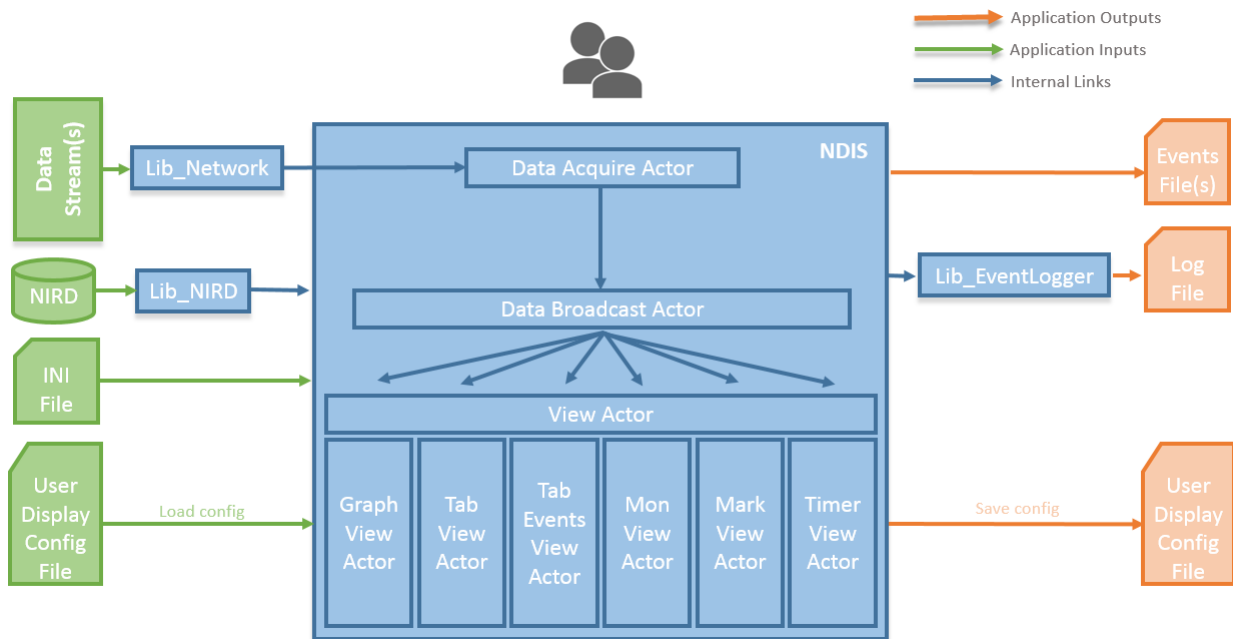 Application Outputs
Application Inputs
Internal Links
Data
Stream(s)
Lib_Network
NDIS
Data Acquire Actor
Events
File(s)
NIRD
Lib_NIRD
Lib_EventLogger
Log
File
Data Broadcast Actor
INI
File
View Actor
User
Display
Config
File
Load config
Graph
View
Actor
Tab
View
Actor
Tab
Events
View
Actor
Mon
View
Actor
Mark
View
Actor
Timer
View
Actor
Save config
User
Display
Config
File